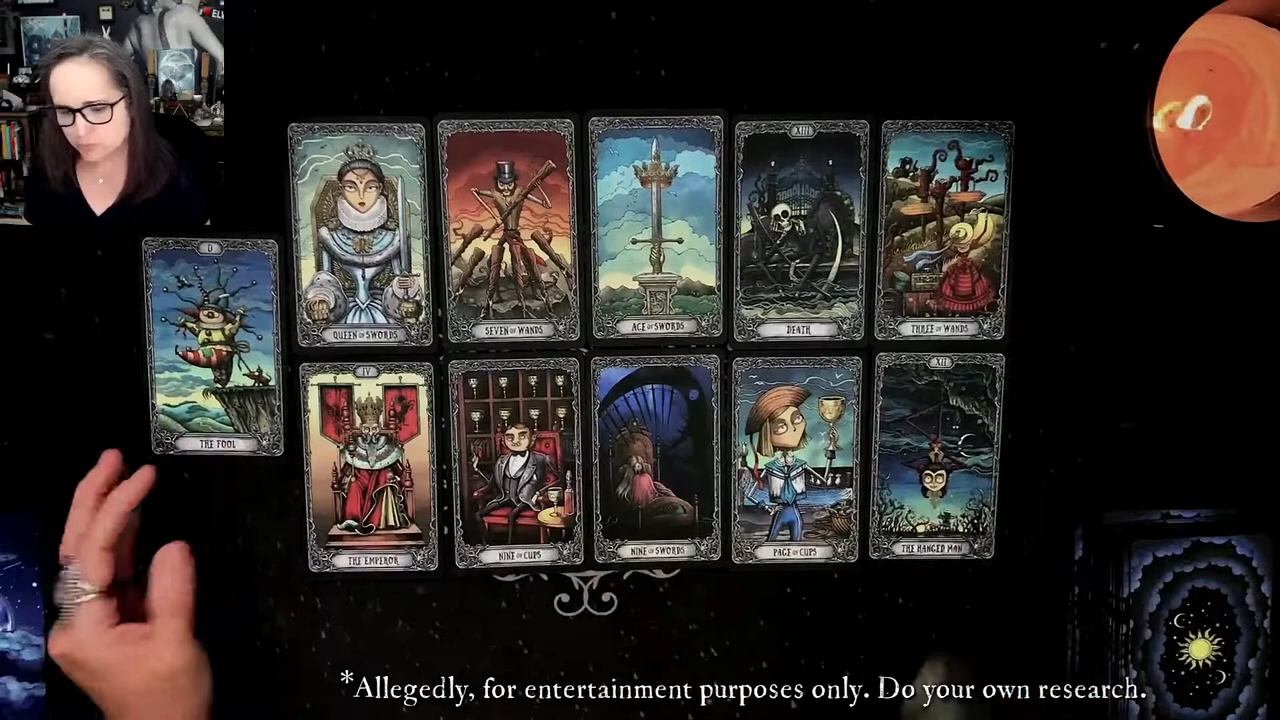 XIII
QUEEN OF SWORDS
SEVEN OF WANDS
ACE OF SWORDS
DEATH
THREE OF WANDS
0
THE FOOL
IV
XII
THE EMPEROR
NINE OF CUPS
NINE OF SWORDS
PAGE OF CUPS
THE HANGED MAN
*Allegedly, for entertainment purposes only. Do your own research.